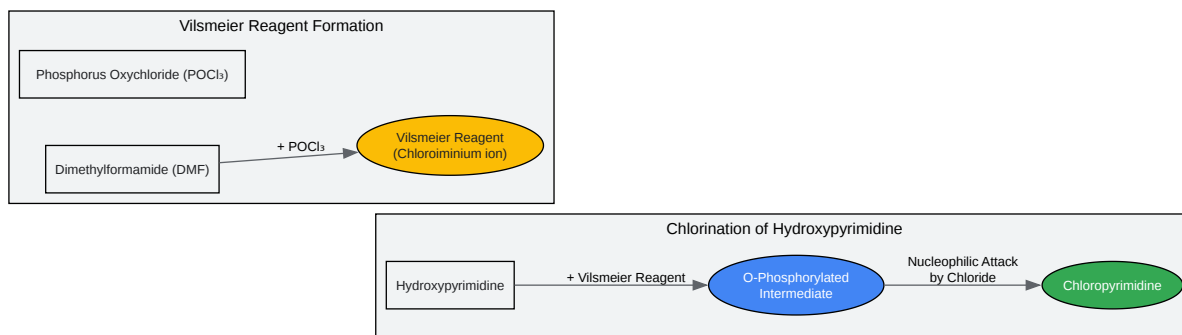 Vilsmeier Reagent Formation
Phosphorus Oxychloride (POCl₃)
Dimethylformamide (DMF)
+ POCl₃
Vilsmeier Reagent
(Chloroiminium ion)
Chlorination of Hydroxypyrimidine
Hydroxypyrimidine
+ Vilsmeier Reagent
O-Phosphorylated
Intermediate
Nucleophilic Attack
by Chloride
Chloropyrimidine